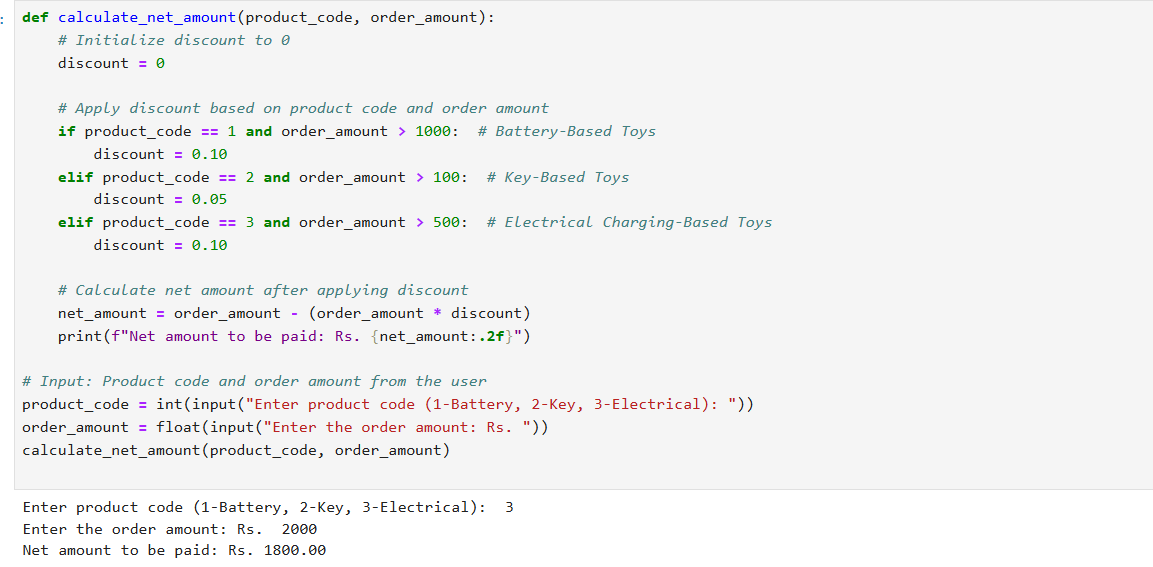 :
def calculate_net_amount(product_code, order_amount):
    # Initialize discount to 0
    discount = 0

    # Apply discount based on product code and order amount
    if product_code == 1 and order_amount > 1000:  # Battery-Based Toys
        discount = 0.10
    elif product_code == 2 and order_amount > 100:  # Key-Based Toys
        discount = 0.05
    elif product_code == 3 and order_amount > 500:  # Electrical Charging-Based Toys
        discount = 0.10

    # Calculate net amount after applying discount
    net_amount = order_amount - (order_amount * discount)
    print(f"Net amount to be paid: Rs. {net_amount:.2f}")

# Input: Product code and order amount from the user
product_code = int(input("Enter product code (1-Battery, 2-Key, 3-Electrical): "))
order_amount = float(input("Enter the order amount: Rs. "))
calculate_net_amount(product_code, order_amount)

Enter product code (1-Battery, 2-Key, 3-Electrical):  3
Enter the order amount: Rs.  2000
Net amount to be paid: Rs. 1800.00